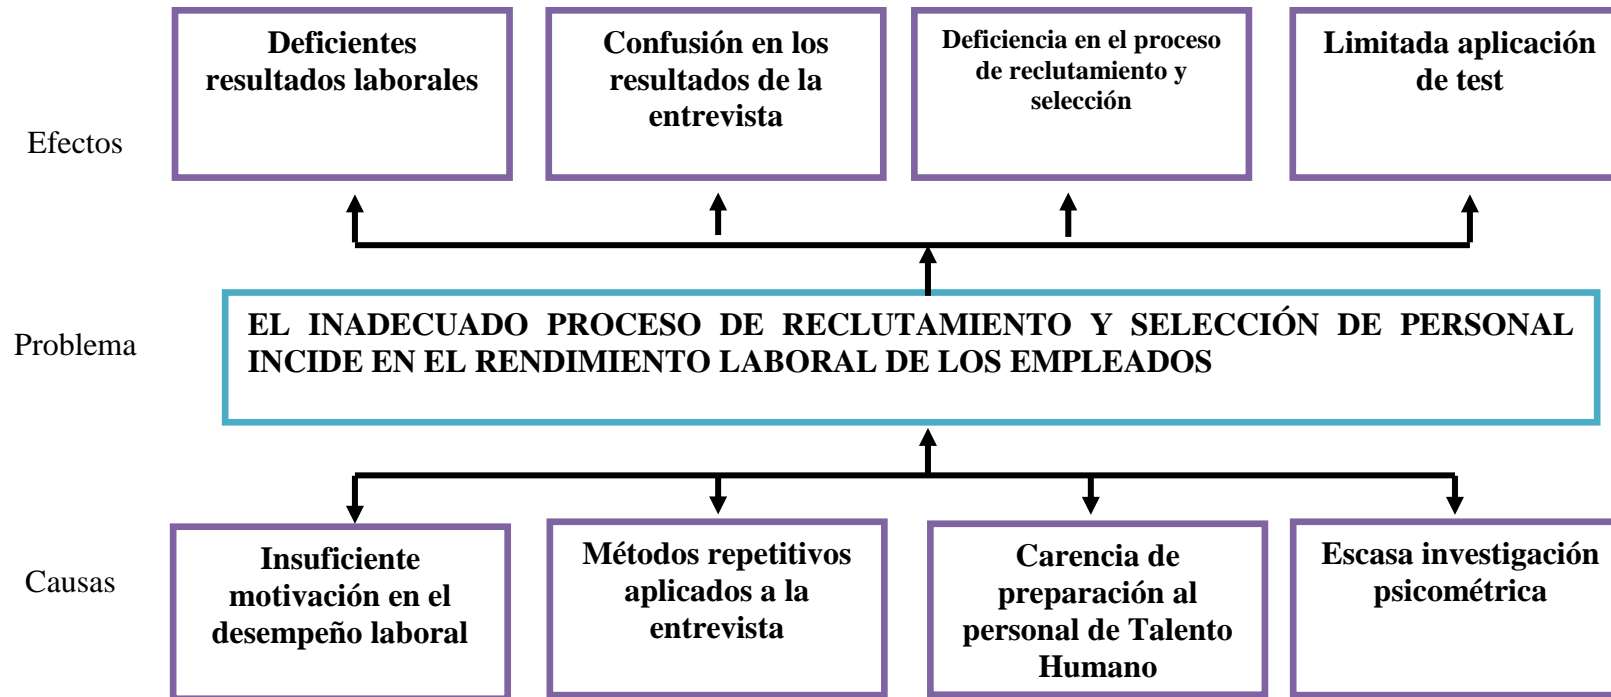 Deficientes
resultados laborales
Confusión en los
resultados de la
entrevista
Deficiencia en el proceso
de reclutamiento y
selección
Limitada aplicación
de test
Efectos
Problema
EL INADECUADO PROCESO DE RECLUTAMIENTO Y SELECCIÓN DE PERSONAL
INCIDE EN EL RENDIMIENTO LABORAL DE LOS EMPLEADOS
Causas
Insuficiente
motivación en el
desempeño laboral
Métodos repetitivos
aplicados a la
entrevista
Carencia de
preparación al
personal de Talento
Humano
Escasa investigación
psicométrica